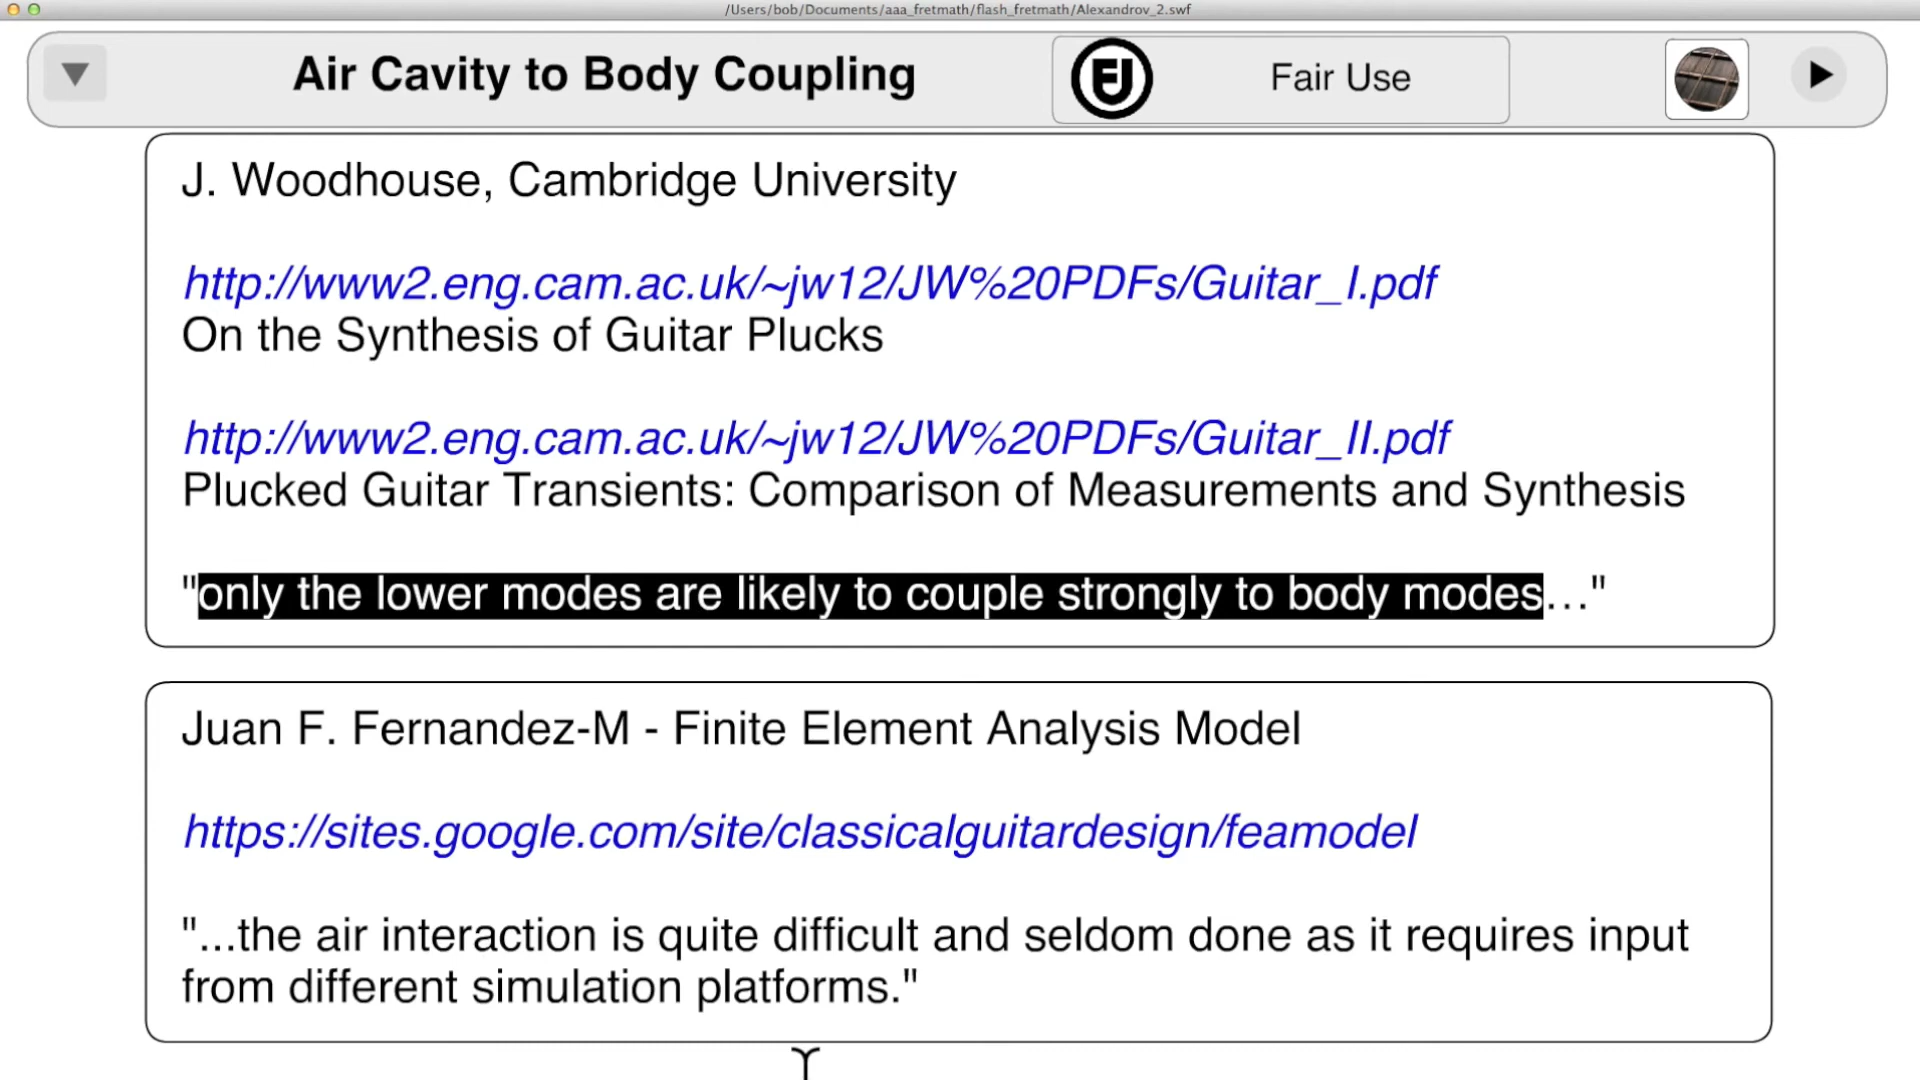 /Users/bob/Documents/aaa_fretmath/flash_fretmath/Alexandrov_2.swf
Air Cavity to Body Coupling
Fair Use
J. Woodhouse, Cambridge University
http://www2.eng.cam.ac.uk/~jw12/JW%20PDFs/Guitar_I.pdf
On the Synthesis of Guitar Plucks
http://www2.eng.cam.ac.uk/~jw12/JW%20PDFs/Guitar_II.pdf
Plucked Guitar Transients: Comparison of Measurements and Synthesis
"only the lower modes are likely to couple strongly to body modes..."
Juan F. Fernandez-M - Finite Element Analysis Model
https://sites.google.com/site/classicalguitardesign/feamodel
"...the air interaction is quite difficult and seldom done as it requires input
from different simulation platforms."